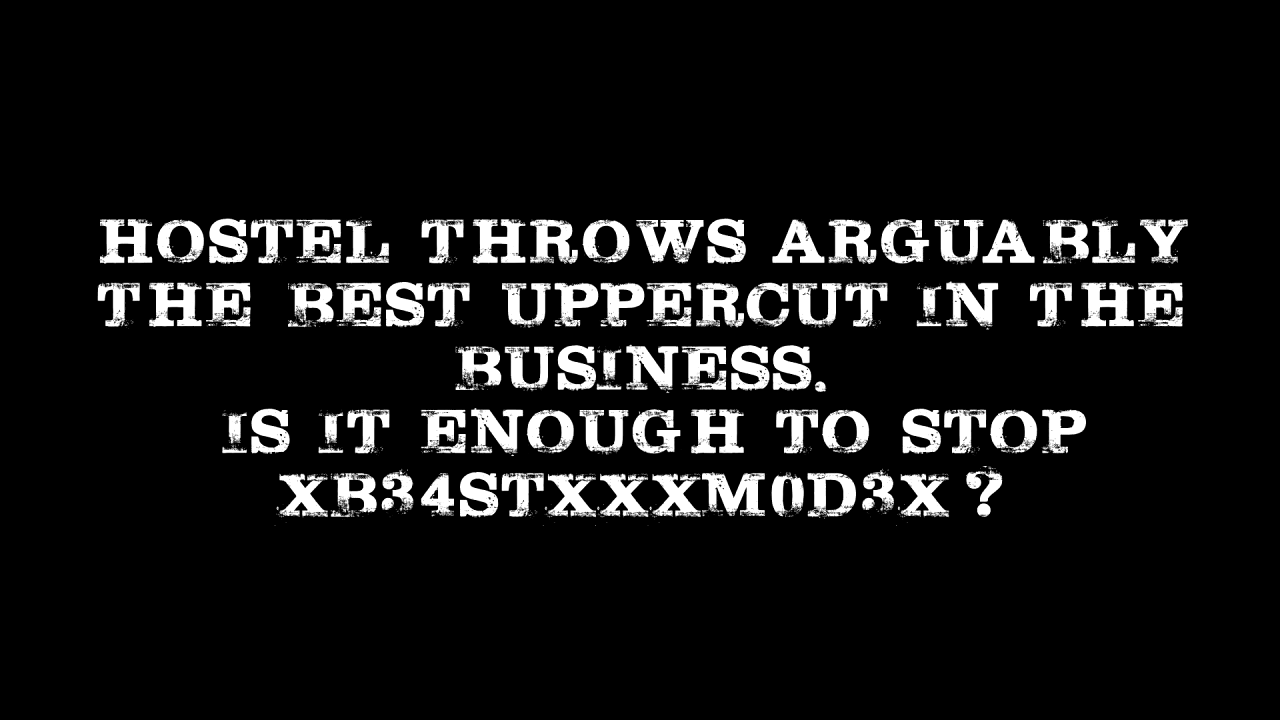 HOSTEL THROWS ARGUABLY
THE BEST UPPERCUT IN THE
BUSINESS.
IS IT ENOUGH TO STOP
XB34STXXXM0D3X ?